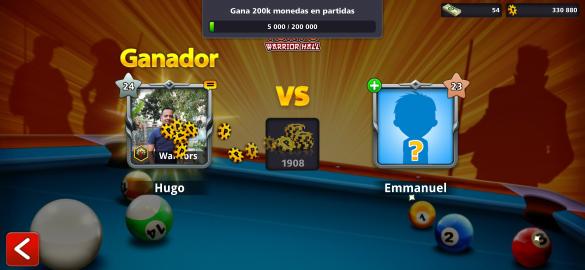 Gana 200k monedas en partidas
5 000 / 200 000
54
330 880
WARRIOR HALL
Ganador
24
VS
23
Warriors
1908
?
Hugo
Emmanuel
14
1
2